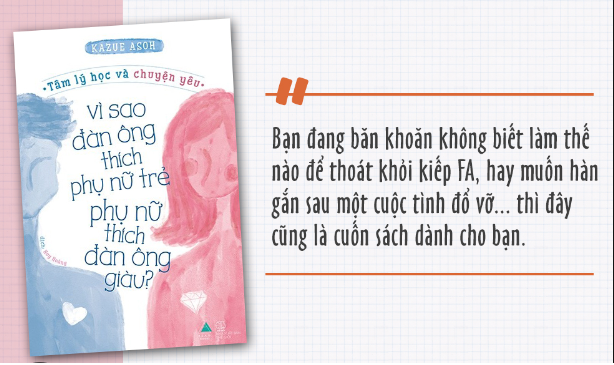 KAZUE ASOH
•Tâm lý học và chuyện yêu•
vì sao
đàn ông
thích
phụ nữ trẻ
phụ nữ
thích
đàn ông
giàu?
Bạn đang băn khoăn không biết làm thế
nào để thoát khỏi kiếp FA, hay muốn hàn
gắn sau một cuộc tình đổ vỡ... thì đây
cũng là cuốn sách dành cho bạn.